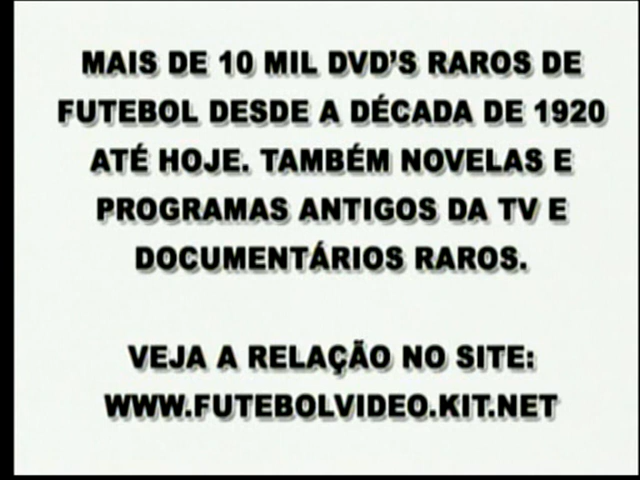 MAIS DE 10 MIL DVD'S RAROS DE
FUTEBOL DESDE A DÉCADA DE 1920
ATÉ HOJE. TAMBÉM NOVELAS E
PROGRAMAS ANTIGOS DA TV E
DOCUMENTÁRIOS RAROS.
VEJA A RELAÇÃO NO SITE:
WWW.FUTEBOLVIDEO.KIT.NET